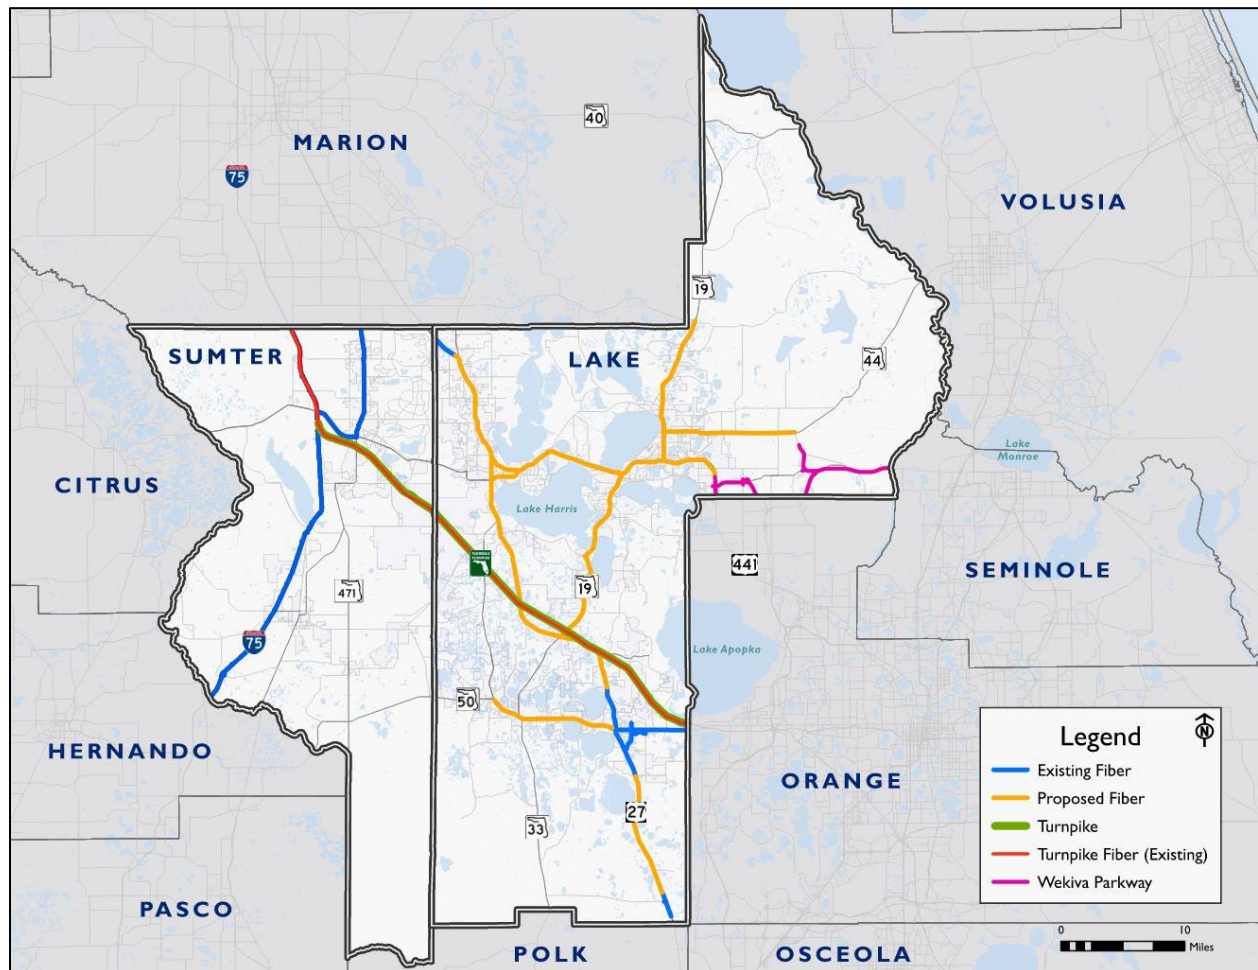 40
MARION
75
VOLUSIA
19
SUMTER
LAKE
44
Lake
Monroe
CITRUS
Lake Harris
441
SEMINOLE
471
19
75
Lake Apopka
50
HERNANDO
ORANGE
27
33
PASCO
POLK
OSCEOLA
Legend
N
Existing Fiber
Proposed Fiber
Turnpike
Turnpike Fiber (Existing)
Wekiva Parkway
0 10
Miles